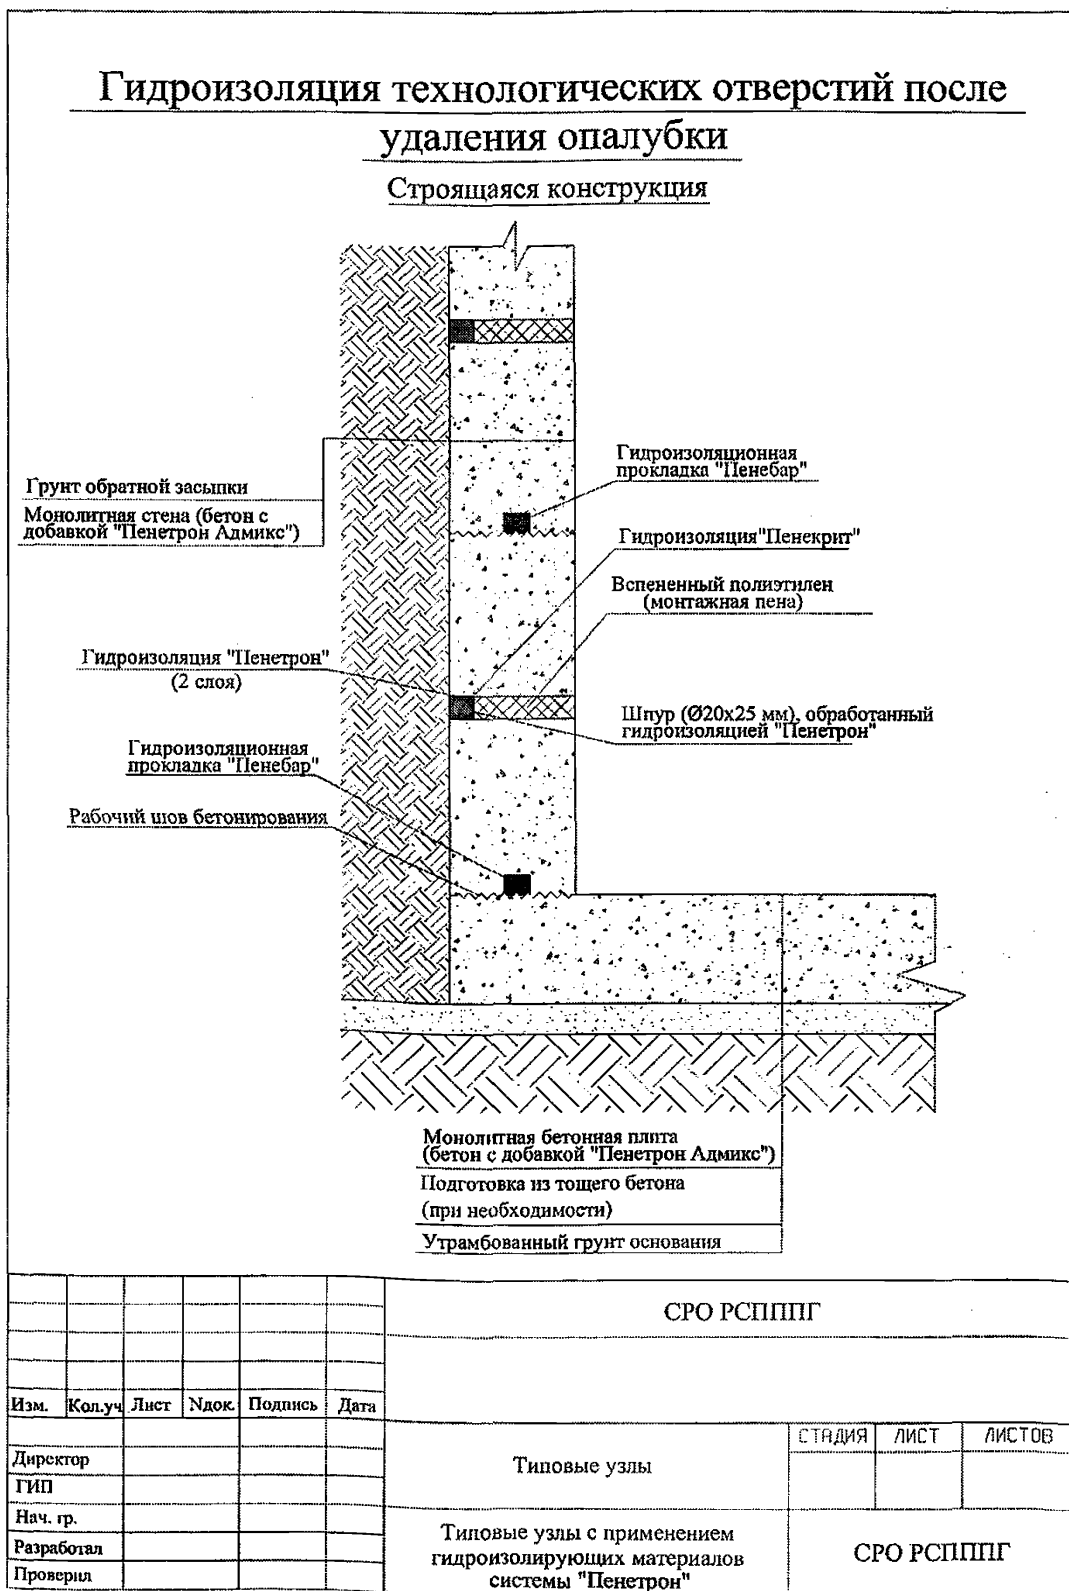 Гидроизоляция технологических отверстий после
удаления опалубки
Строящаяся конструкция
Гидроизоляционная
прокладка "Пенебар"
Грунт обратной засыпки
Монолитная стена (бетон с
добавкой "Пенетрон Адмикс")
Гидроизоляция"Пенекрит"
Вспененный полиэтилен
(монтажная пена)
Гидроизоляция "Пенетрон"
(2 слоя)
Шпур (Ø20х25 мм), обработанный
гидроизоляцией "Пенетрон"
Гидроизоляционная
прокладка "Пенебар"
Рабочий шов бетонирования
Монолитная бетонная плита
(бетон с добавкой "Пенетрон Адмикс")
Подготовка из тощего бетона
(при необходимости)
Утрамбованный грунт основания
СРО РСПППГ
Изм. Кол.уч Лист Nдок. Подпись Дата
СТАДИЯ ЛИСТ ЛИСТОВ
Директор
Типовые узлы
ГИП
Нач. гр.
Разработал
Проверил
Типовые узлы с применением
гидроизолирующих материалов
системы "Пенетрон"
СРО РСПППГ